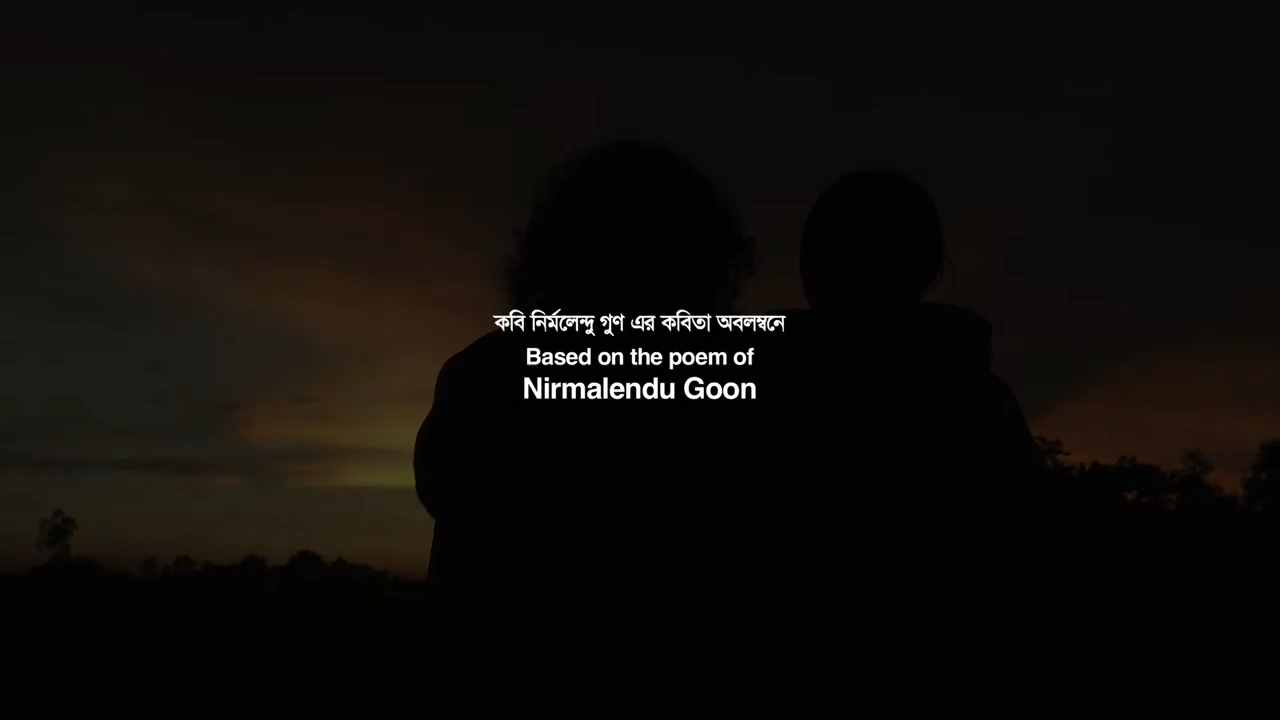 কবি নির্মলেন্দু গুণ এর কবিতা অবলম্বনে
Based on the poem of
Nirmalendu Goon